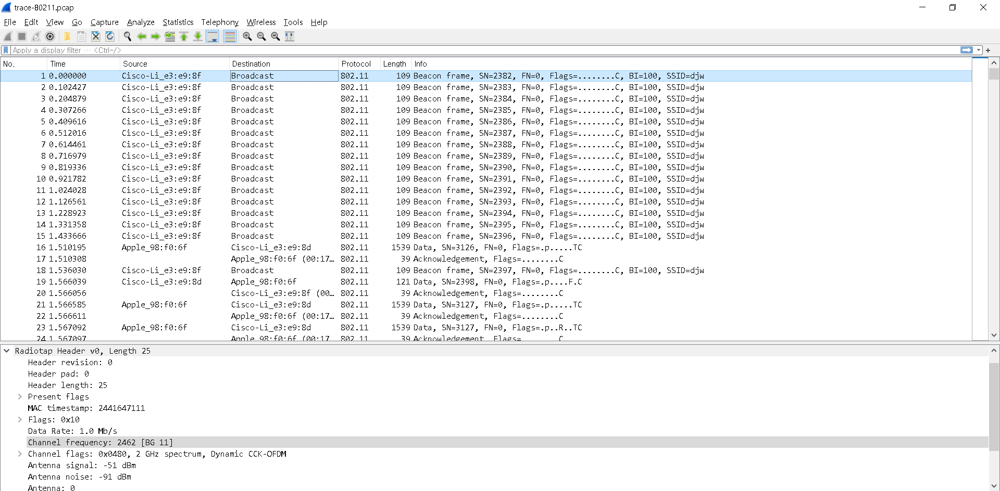 trace-80211.pcap
File Edit View Go Capture Analyze Statistics Telephony Wireless Tools Help
Apply a display filter ... <Ctrl-/>
No. Time Source Destination Protocol Length Info
1 0.000000 Cisco-Li_e3:e9:8f Broadcast 802.11 109 Beacon frame, SN=2382, FN=0, Flags=........C, BI=100, SSID=djw
2 0.102427 Cisco-Li_e3:e9:8f Broadcast 802.11 109 Beacon frame, SN=2383, FN=0, Flags=........C, BI=100, SSID=djw
3 0.204879 Cisco-Li_e3:e9:8f Broadcast 802.11 109 Beacon frame, SN=2384, FN=0, Flags=........C, BI=100, SSID=djw
4 0.307266 Cisco-Li_e3:e9:8f Broadcast 802.11 109 Beacon frame, SN=2385, FN=0, Flags=........C, BI=100, SSID=djw
5 0.409616 Cisco-Li_e3:e9:8f Broadcast 802.11 109 Beacon frame, SN=2386, FN=0, Flags=........C, BI=100, SSID=djw
6 0.512016 Cisco-Li_e3:e9:8f Broadcast 802.11 109 Beacon frame, SN=2387, FN=0, Flags=........C, BI=100, SSID=djw
7 0.614461 Cisco-Li_e3:e9:8f Broadcast 802.11 109 Beacon frame, SN=2388, FN=0, Flags=........C, BI=100, SSID=djw
8 0.716979 Cisco-Li_e3:e9:8f Broadcast 802.11 109 Beacon frame, SN=2389, FN=0, Flags=........C, BI=100, SSID=djw
9 0.819336 Cisco-Li_e3:e9:8f Broadcast 802.11 109 Beacon frame, SN=2390, FN=0, Flags=........C, BI=100, SSID=djw
10 0.921782 Cisco-Li_e3:e9:8f Broadcast 802.11 109 Beacon frame, SN=2391, FN=0, Flags=........C, BI=100, SSID=djw
11 1.024028 Cisco-Li_e3:e9:8f Broadcast 802.11 109 Beacon frame, SN=2392, FN=0, Flags=........C, BI=100, SSID=djw
12 1.126561 Cisco-Li_e3:e9:8f Broadcast 802.11 109 Beacon frame, SN=2393, FN=0, Flags=........C, BI=100, SSID=djw
13 1.228923 Cisco-Li_e3:e9:8f Broadcast 802.11 109 Beacon frame, SN=2394, FN=0, Flags=........C, BI=100, SSID=djw
14 1.331358 Cisco-Li_e3:e9:8f Broadcast 802.11 109 Beacon frame, SN=2395, FN=0, Flags=........C, BI=100, SSID=djw
15 1.433666 Cisco-Li_e3:e9:8f Broadcast 802.11 109 Beacon frame, SN=2396, FN=0, Flags=........C, BI=100, SSID=djw
16 1.510195 Apple_98:f0:6f Cisco-Li_e3:e9:8d 802.11 1539 Data, SN=3126, FN=0, Flags=.p.....TC
17 1.510308 Apple_98:f0:6f (00:17... 802.11 39 Acknowledgement, Flags=........C
18 1.536030 Cisco-Li_e3:e9:8f Broadcast 802.11 109 Beacon frame, SN=2397, FN=0, Flags=........C, BI=100, SSID=djw
19 1.566039 Cisco-Li_e3:e9:8d Apple_98:f0:6f 802.11 121 Data, SN=2398, FN=0, Flags=.p....F.C
20 1.566056 Cisco-Li_e3:e9:8f (00... 802.11 39 Acknowledgement, Flags=........C
21 1.566585 Apple_98:f0:6f Cisco-Li_e3:e9:8d 802.11 1539 Data, SN=3127, FN=0, Flags=.p.....TC
22 1.566611 Apple_98:f0:6f (00:17... 802.11 39 Acknowledgement, Flags=........C
23 1.567092 Apple_98:f0:6f Cisco-Li_e3:e9:8d 802.11 1539 Data, SN=3127, FN=0, Flags=.p..R..TC
24 1.567097 Apple_98:f0:6f (00:17 802.11 39 Acknowledgement, Flags= C
Radiotap Header v0, Length 25
Header revision: 0
Header pad: 0
Header length: 25
Present flags
MAC timestamp: 2441647111
Flags: 0x10
Data Rate: 1.0 Mb/s
Channel frequency: 2462 [BG 11]
Channel flags: 0x0480, 2 GHz spectrum, Dynamic CCK-OFDM
Antenna signal: -51 dBm
Antenna noise: -91 dBm
Antenna: 0